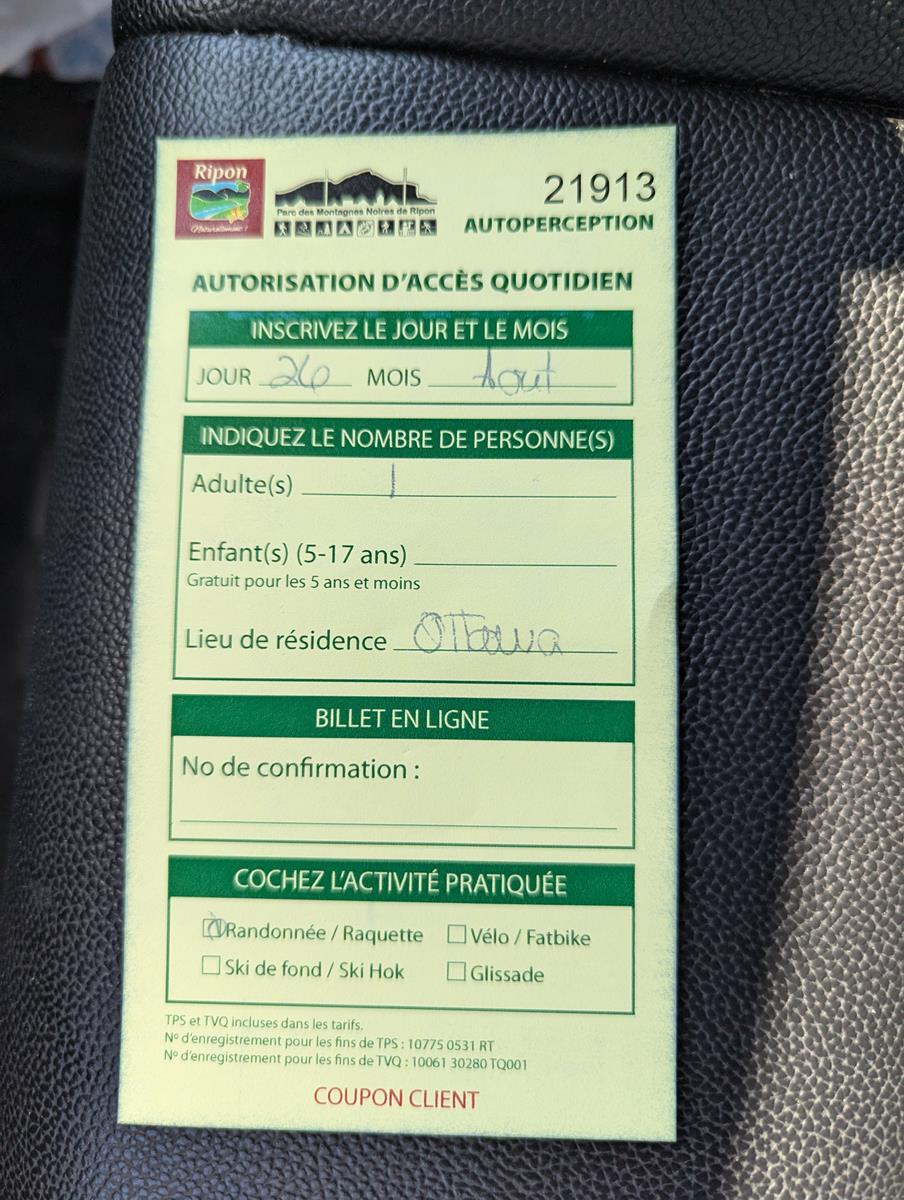 Ripon
Naturellement !
Parc des Montagnes Noires de Ripon
21913
AUTOPERCEPTION
AUTORISATION D'ACCÈS QUOTIDIEN
INSCRIVEZ LE JOUR ET LE MOIS
JOUR 26 MOIS Aout
INDIQUEZ LE NOMBRE DE PERSONNE(S)
Adulte(s) 1
Enfant(s) (5-17 ans)
Gratuit pour les 5 ans et moins
Lieu de résidence Ottawa
BILLET EN LIGNE
No de confirmation :
COCHEZ L'ACTIVITÉ PRATIQUÉE
Randonnée / Raquette Vélo / Fatbike
Ski de fond / Ski Hok Glissade
TPS et TVQ incluses dans les tarifs.
Nº d'enregistrement pour les fins de TPS : 10775 0531 RT
Nº d'enregistrement pour les fins de TVQ : 10061 30280 TQ001
COUPON CLIENT